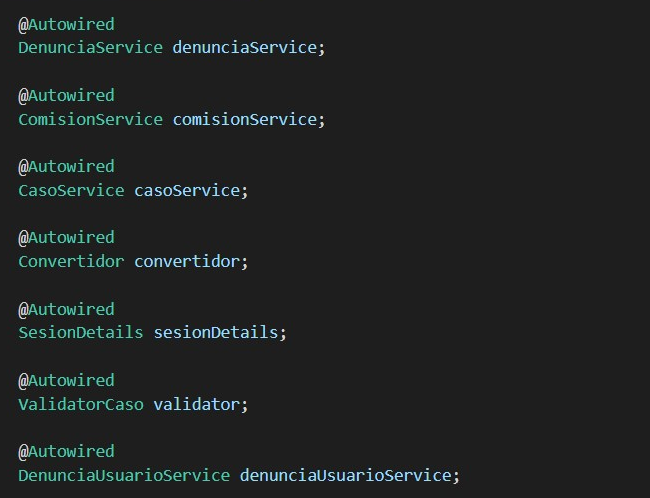 @Autowired
DenunciaService denunciaService;
@Autowired
ComisionService comisionService;
@Autowired
CasoService casoService;
@Autowired
Convertidor convertidor;
@Autowired
SesionDetails sesionDetails;
@Autowired
ValidatorCaso validator;
@Autowired
DenunciaUsuarioService denunciaUsuarioService;